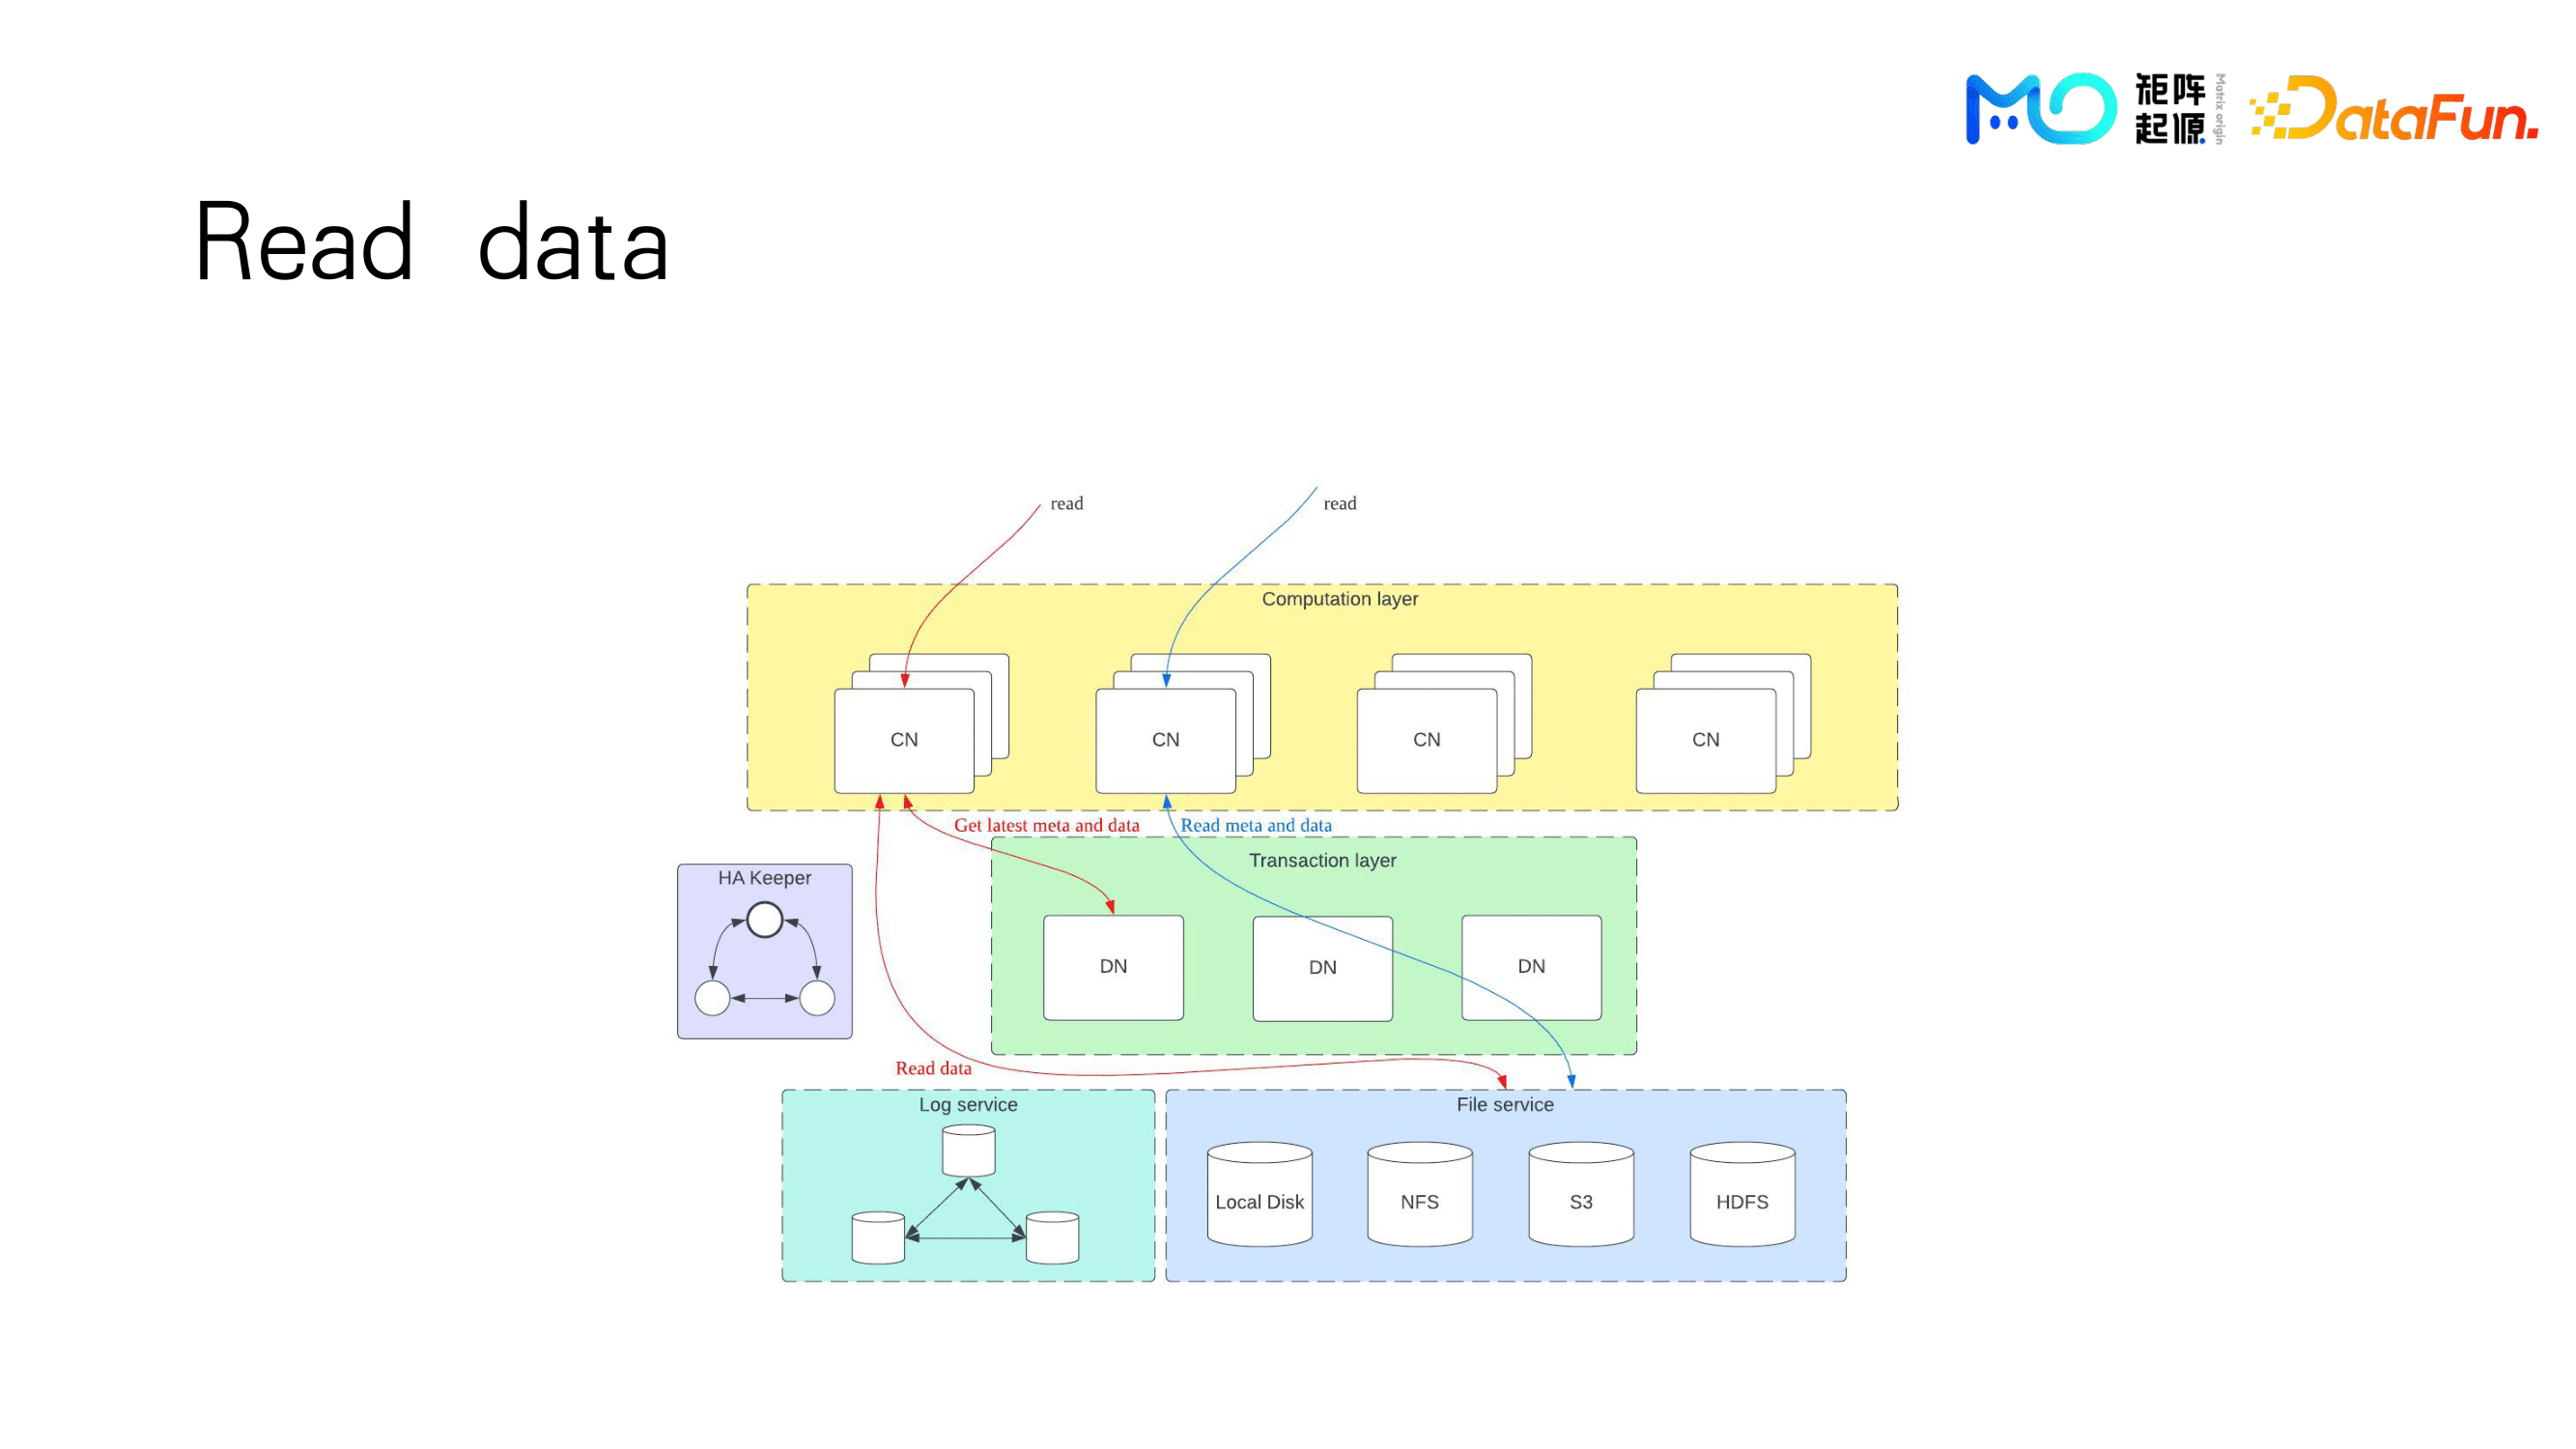 矩阵
起源
Matrix origin
DataFun.
Read data
read
read
Computation layer
CN
CN
CN
CN
Get latest meta and data
Read meta and data
Transaction layer
HA Keeper
DN
DN
DN
Read data
Log service
File service
Local Disk
NFS
S3
HDFS